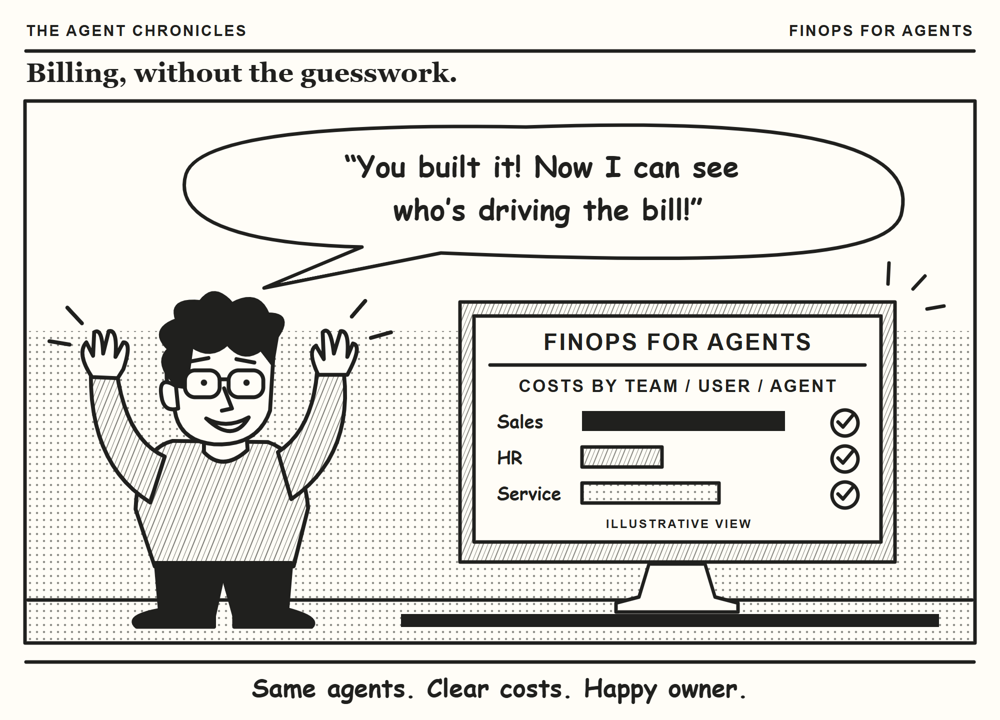 THE AGENT CHRONICLES
FINOPS FOR AGENTS
Billing, without the guesswork.
“You built it! Now I can see
who’s driving the bill!”
FINOPS FOR AGENTS
COSTS BY TEAM / USER / AGENT
Sales
HR
Service
ILLUSTRATIVE VIEW
Same agents. Clear costs. Happy owner.